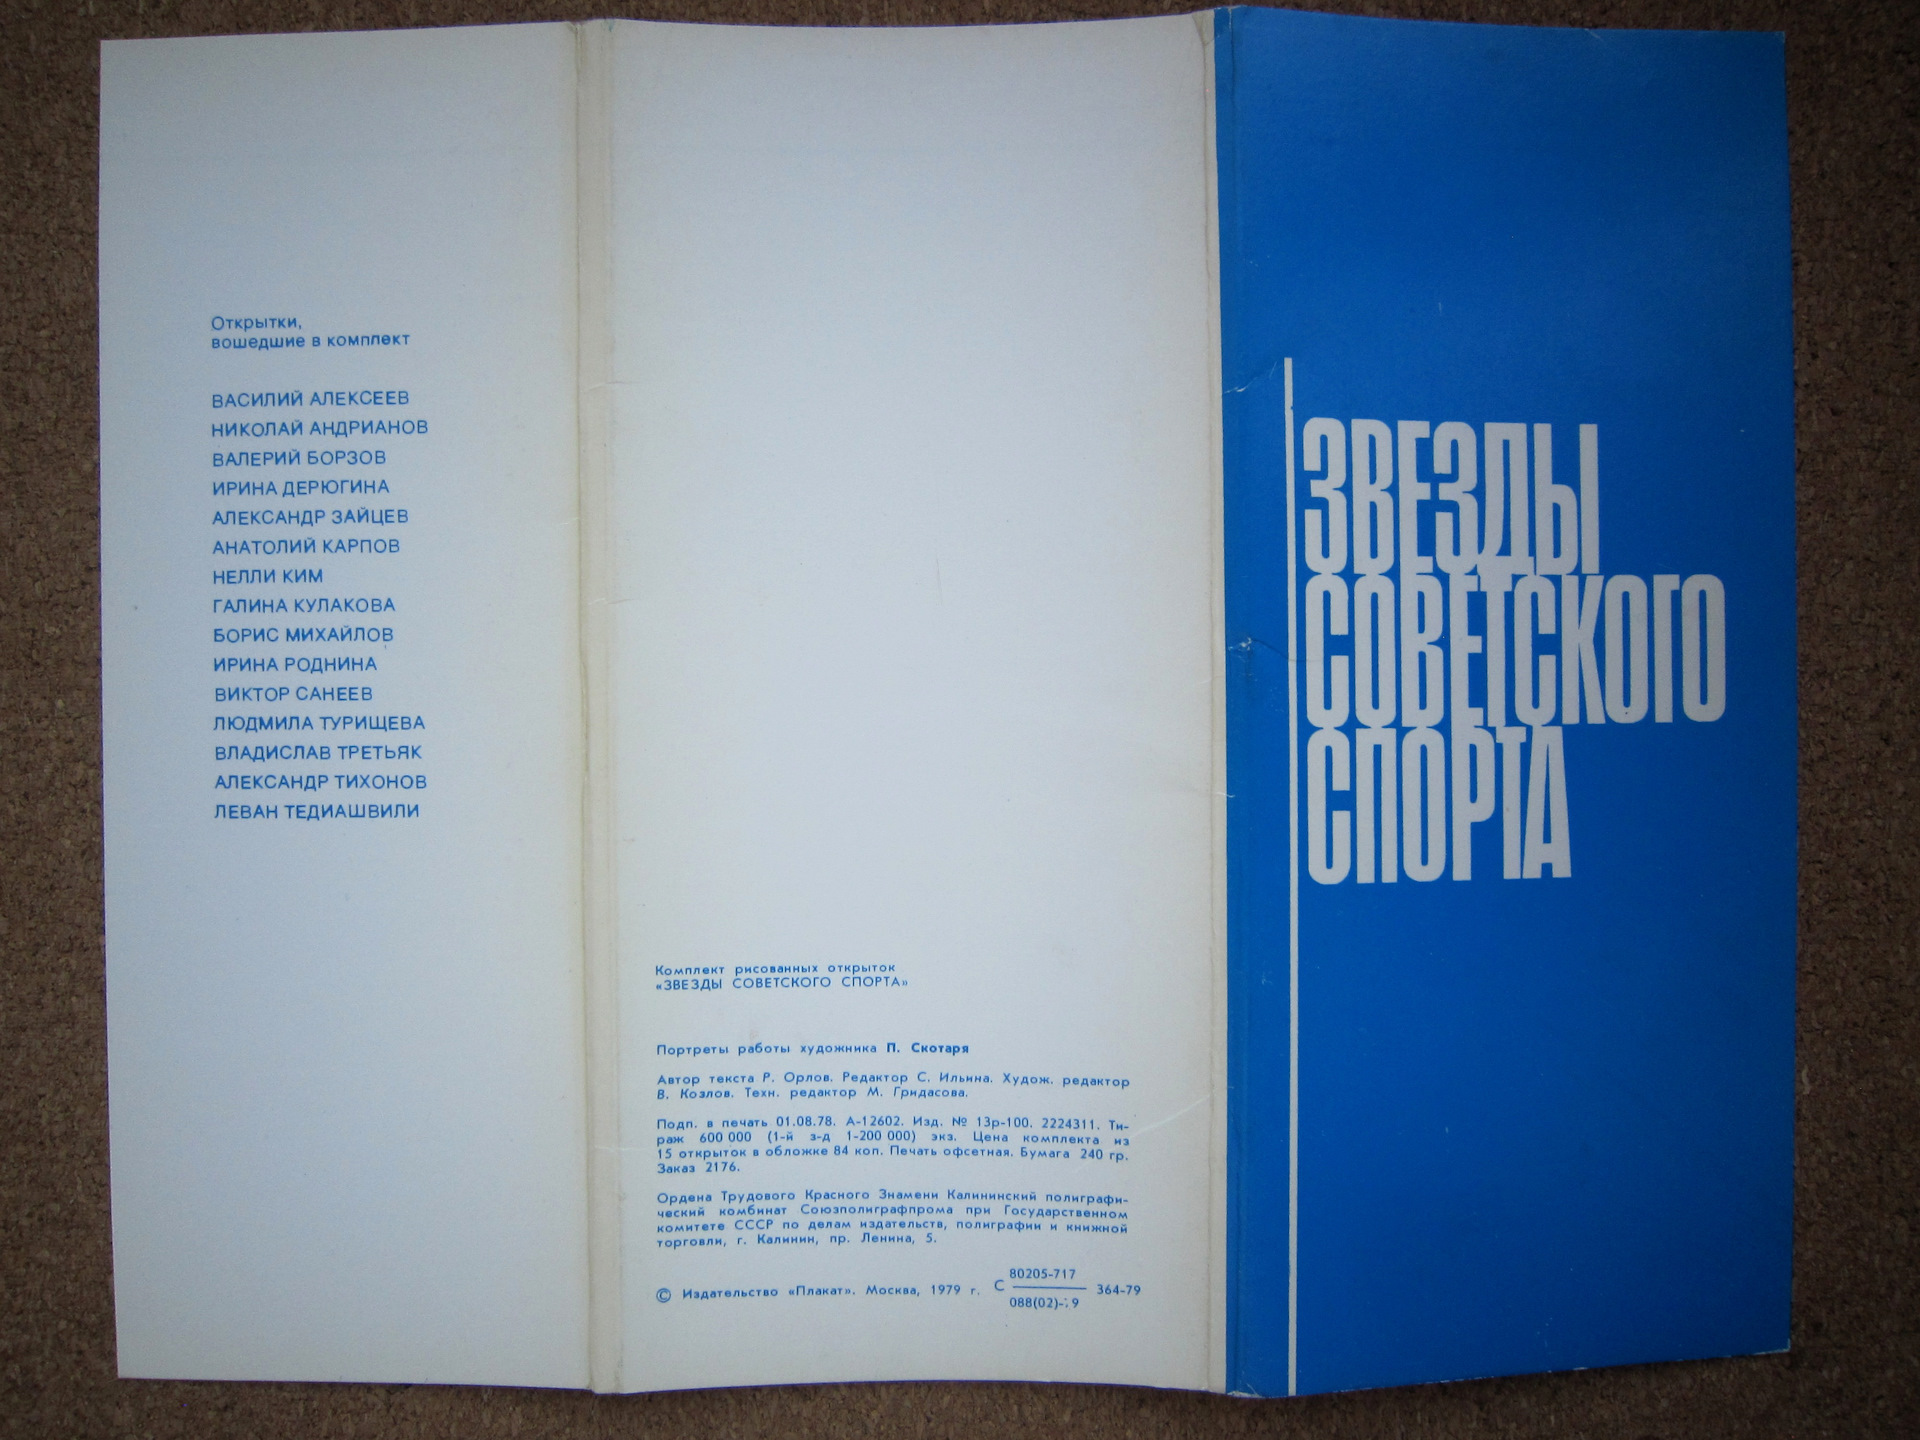 Открытки,
вошедшие в комплект
ВАСИЛИЙ АЛЕКСЕЕВ
НИКОЛАЙ АНДРИАНОВ
ВАЛЕРИЙ БОРЗОВ
ИРИНА ДЕРЮГИНА
АЛЕКСАНДР ЗАЙЦЕВ
АНАТОЛИЙ КАРПОВ
НЕЛЛИ КИМ
ГАЛИНА КУЛАКОВА
БОРИС МИХАЙЛОВ
ИРИНА РОДНИНА
ВИКТОР САНЕЕВ
ЛЮДМИЛА ТУРИЩЕВА
ВЛАДИСЛАВ ТРЕТЬЯК
АЛЕКСАНДР ТИХОНОВ
ЛЕВАН ТЕДИАШВИЛИ
Комплект рисованных открыток
«ЗВЕЗДЫ СОВЕТСКОГО СПОРТА»
Портреты работы художника П. Скотаря
Автор текста Р. Орлов. Редактор С. Ильина. Худож. редактор
В. Козлов. Техн. редактор М. Гридасова.
Подп. в печать 01.08.78. А-12602. Изд. № 13р-100. 2224311. Ти-
раж 600 000 (1-й з-д 1-200 000) экз. Цена комплекта из
15 открыток в обложке 84 коп. Печать офсетная. Бумага 240 гр.
Заказ 2176.
Ордена Трудового Красного Знамени Калининский полиграфи-
ческий комбинат Союзполиграфпрома при Государственном
комитете СССР по делам издательств, полиграфии и книжной
торговли, г. Калинин, пр. Ленина, 5.
© Издательство «Плакат». Москва, 1979 г. С 80205-717
364-79
ЗВЕЗДЫ
СОВЕТСКОГО
СПОРТА